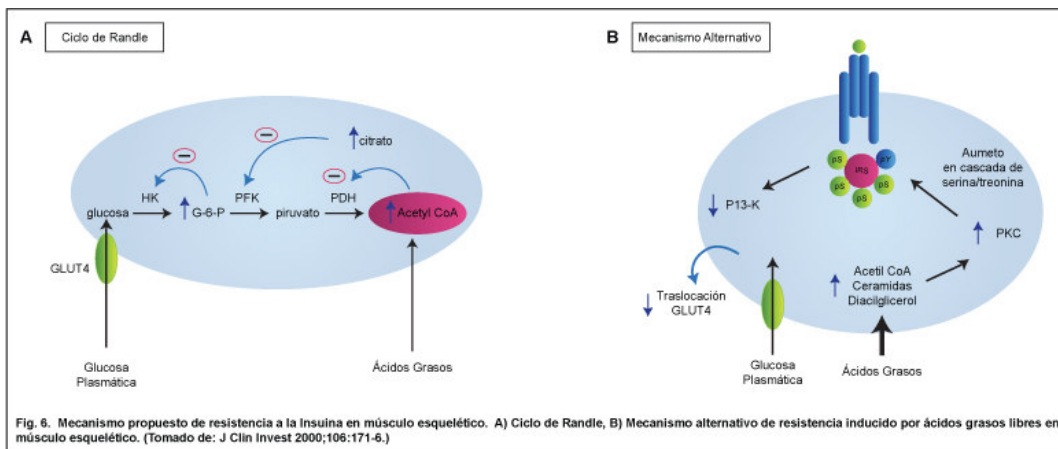 A
Ciclo de Randle
citrato
HK
PFK
PDH
glucosa
G-6-P
piruvato
Acetyl CoA
GLUT4
Glucosa
Plasmática
Ácidos Grasos
B
Mecanismo Alternativo
pS
IRS
pY
pS
pS
pS
Aumeto
en cascada de
serina/treonina
P13-K
PKC
Acetil CoA
Ceramidas
Diacilglicerol
Traslocación
GLUT4
Glucosa
Plasmática
Ácidos Grasos
Fig. 6. Mecanismo propuesto de resistencia a la Insuina en músculo esquelético. A) Ciclo de Randle, B) Mecanismo alternativo de resistencia inducido por ácidos grasos libres en
músculo esquelético. (Tomado de: J Clin Invest 2000;106:171-6.)